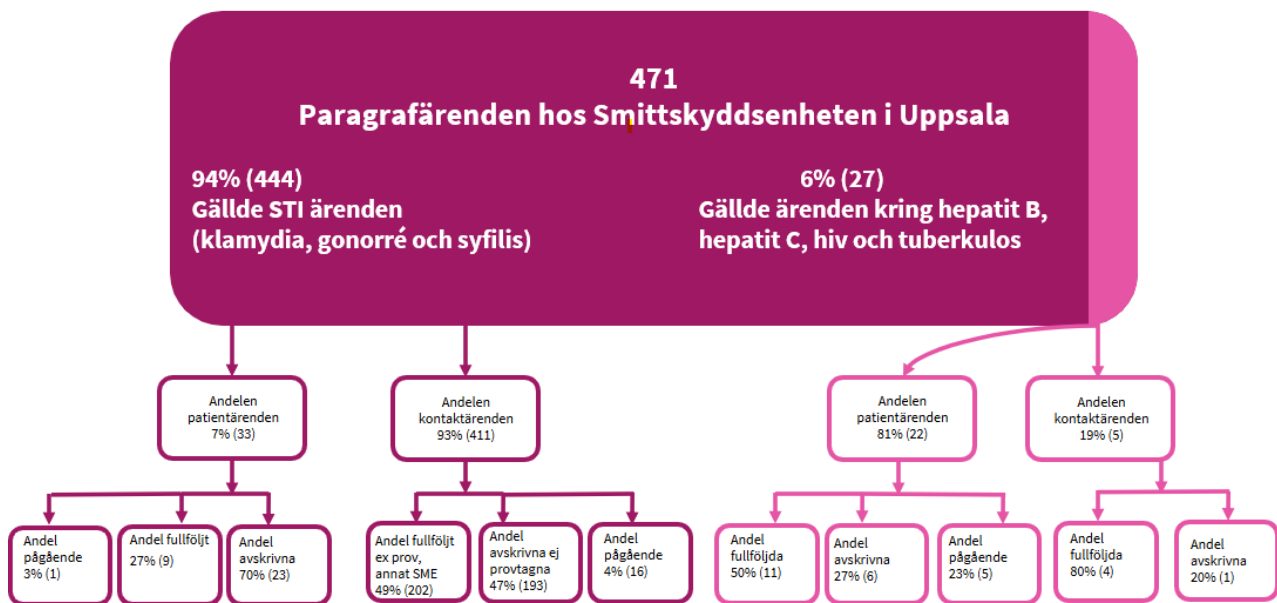 471
Paragrafärenden hos Smittskyddsenheten i Uppsala
94% (444)
Gällde STI ärenden
(klamydia, gonorré och syfilis)
6% (27)
Gällde ärenden kring hepatit B,
hepatit C, hiv och tuberkulos
Andelen
patientärenden
7% (33)
Andelen
kontaktärenden
93% (411)
Andelen
patientärenden
81% (22)
Andelen
kontaktärenden
19% (5)
Andel
pågående
3% (1)
Andel fullföljt
27% (9)
Andel
avskrivna
70% (23)
Andel fullföljt
ex prov,
annat SME
49% (202)
Andel
avskrivna ej
provtagna
47% (193)
Andel
pågående
4% (16)
Andel
fullföljda
50% (11)
Andel
avskrivna
27% (6)
Andel
pågående
23% (5)
Andel
fullföljda
80% (4)
Andel
avskrivna
20% (1)